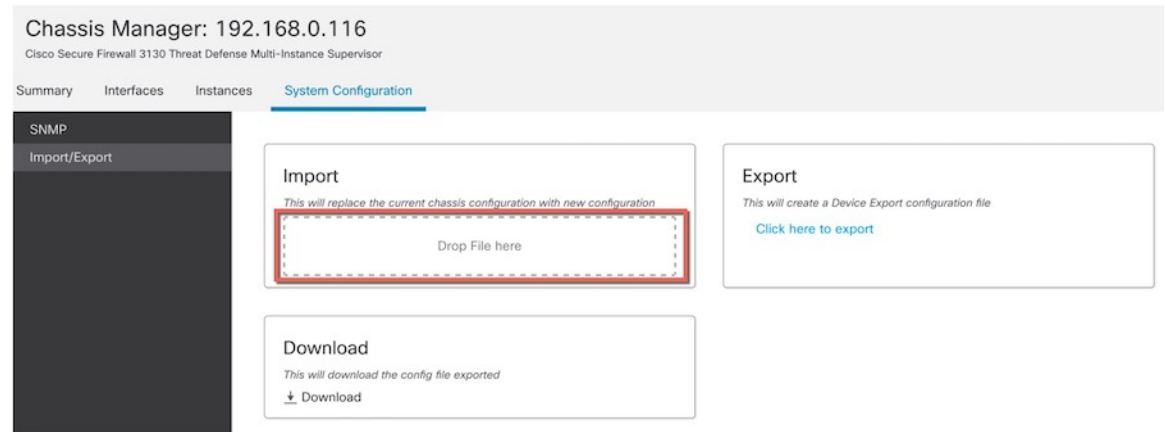 Chassis Manager: 192.168.0.116
Cisco Secure Firewall 3130 Threat Defense Multi-Instance Supervisor
Summary Interfaces Instances System Configuration
SNMP
Import/Export
Import
This will replace the current chassis configuration with new configuration
Drop File here
Export
This will create a Device Export configuration file
Click here to export
Download
This will download the config file exported
Download